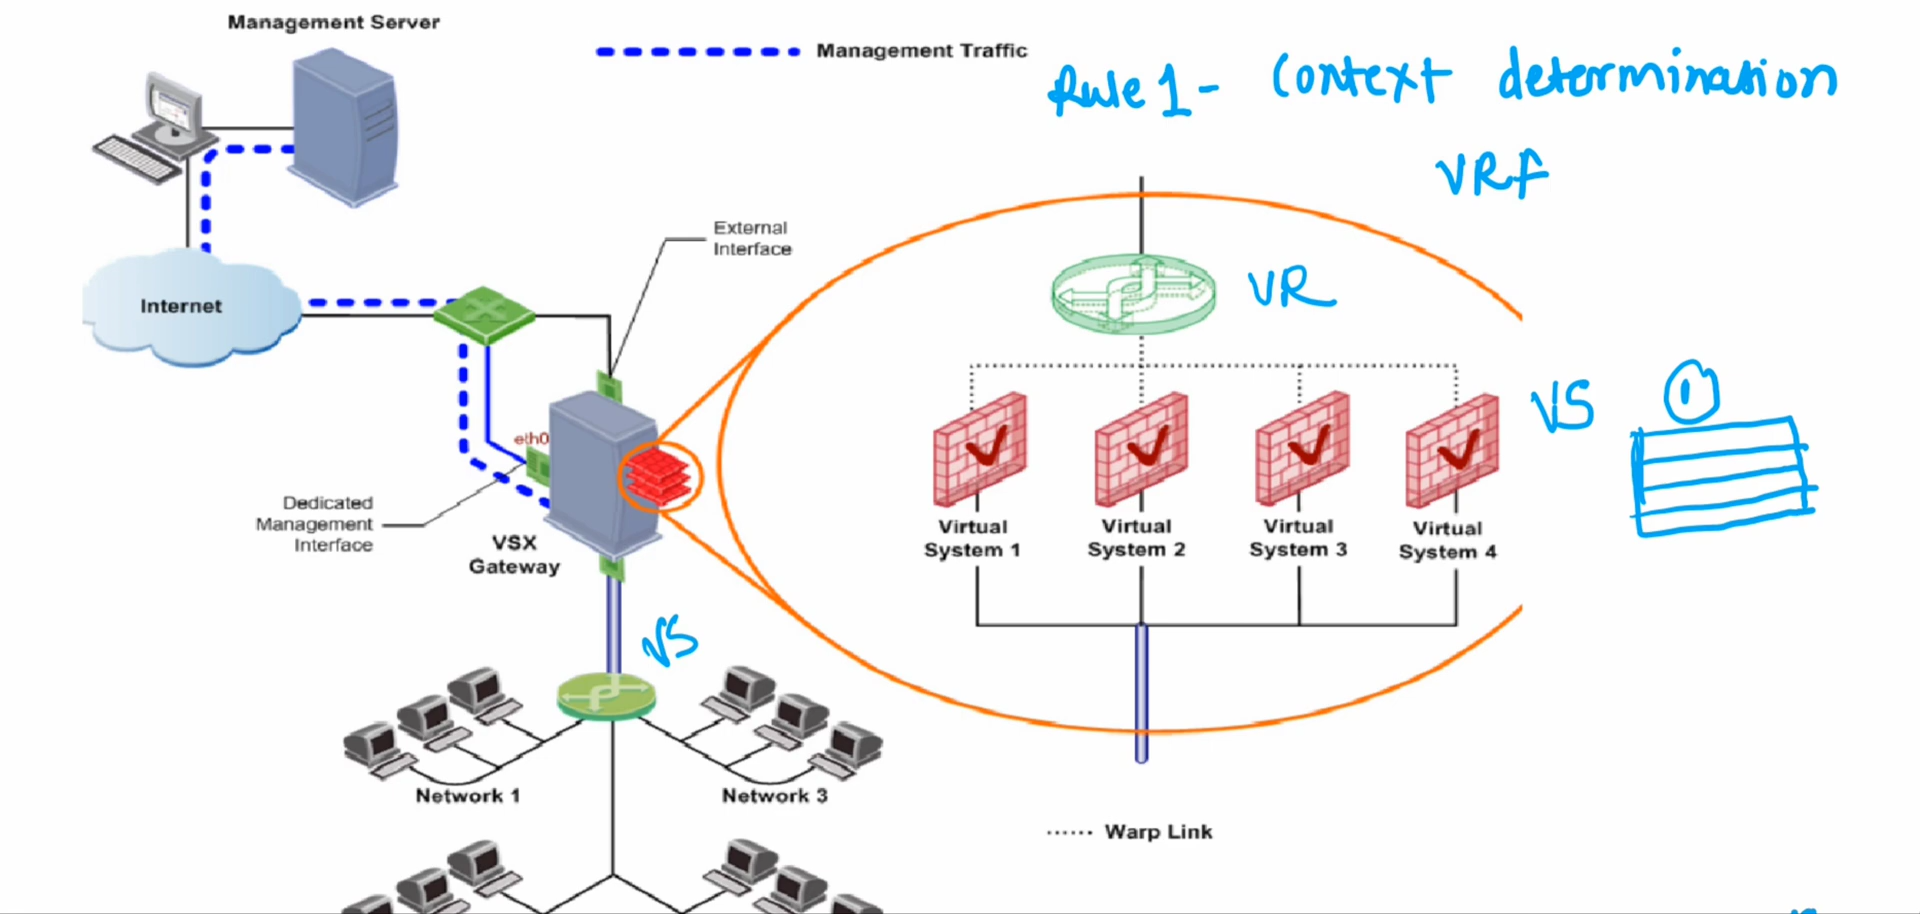 Management Server
Management Traffic
Rule 1 - Context determination
VRF
External
Interface
Internet
VR
eth0
VS
1
Dedicated
Management
Interface
VSX
Gateway
Virtual
System 1
Virtual
System 2
Virtual
System 3
Virtual
System 4
VS
Network 1
Network 3
Warp Link